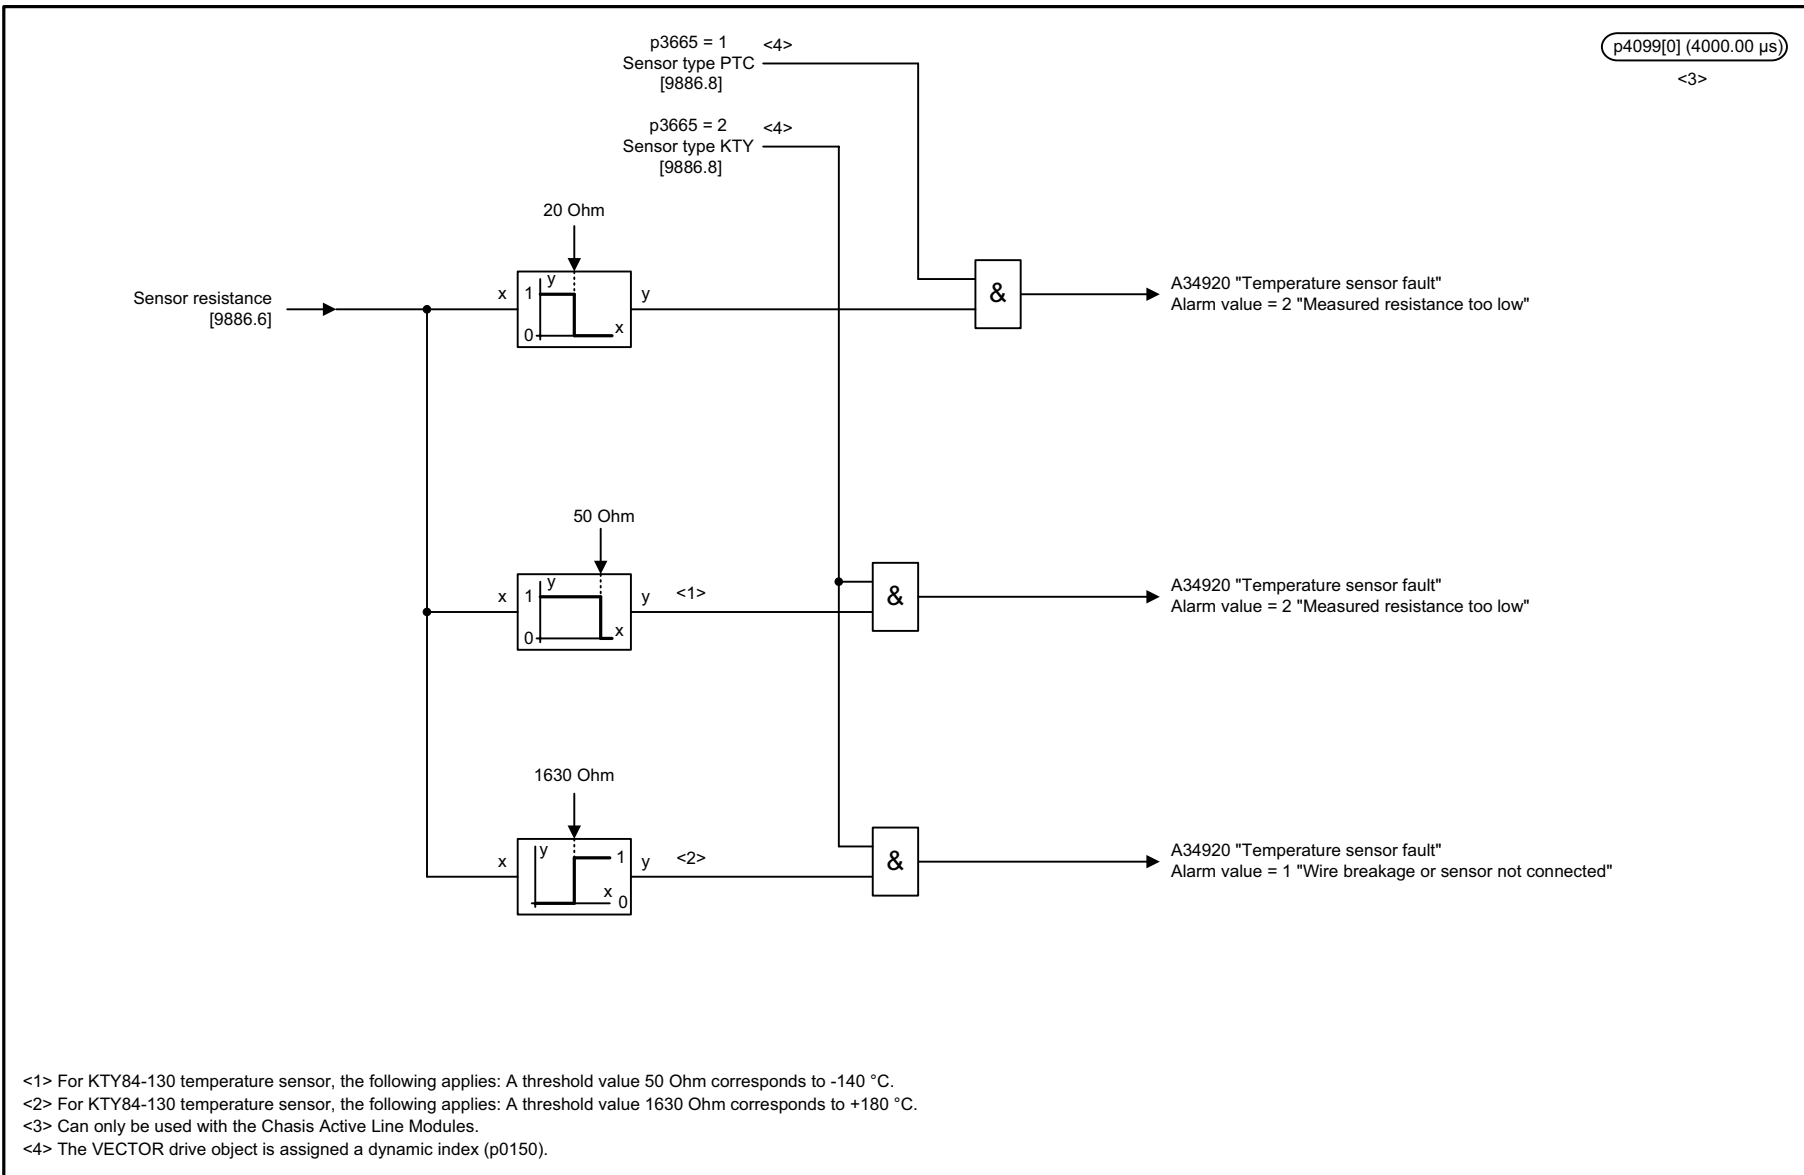 p3665 = 1 <4>
Sensor type PTC
[9886.8]
p4099[0] (4000.00 µs)
<3>
p3665 = 2 <4>
Sensor type KTY
[9886.8]
20 Ohm
Sensor resistance
[9886.6]
x
1
0
y
x
y
&
A34920 "Temperature sensor fault"
Alarm value = 2 "Measured resistance too low"
50 Ohm
x
1
0
y
x
y <1>
&
A34920 "Temperature sensor fault"
Alarm value = 2 "Measured resistance too low"
1630 Ohm
x
y
1
x
0
y <2>
&
A34920 "Temperature sensor fault"
Alarm value = 1 "Wire breakage or sensor not connected"
<1> For KTY84-130 temperature sensor, the following applies: A threshold value 50 Ohm corresponds to -140 °C.
<2> For KTY84-130 temperature sensor, the following applies: A threshold value 1630 Ohm corresponds to +180 °C.
<3> Can only be used with the Chasis Active Line Modules.
<4> The VECTOR drive object is assigned a dynamic index (p0150).